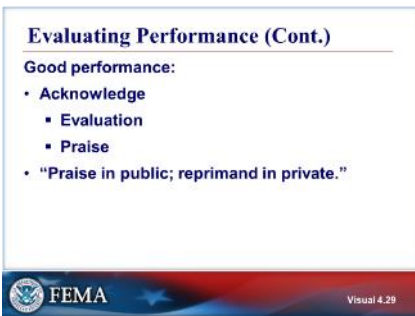 Evaluating Performance (Cont.)
Good performance:
• Acknowledge
▪ Evaluation
▪ Praise
• “Praise in public; reprimand in private.”
FEMA
Visual 4.29